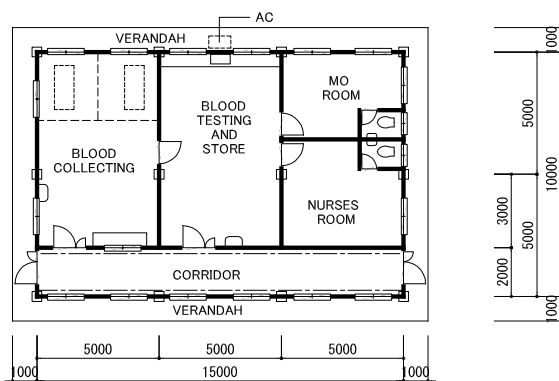 AC
VERANDAH
BLOOD
TESTING
AND
STORE
MO
ROOM
BLOOD
COLLECTING
NURSES
ROOM
CORRIDOR
VERANDAH
1000
5000
10000
3000
5000
2000
1000
5000 5000 5000
1000 15000 1000